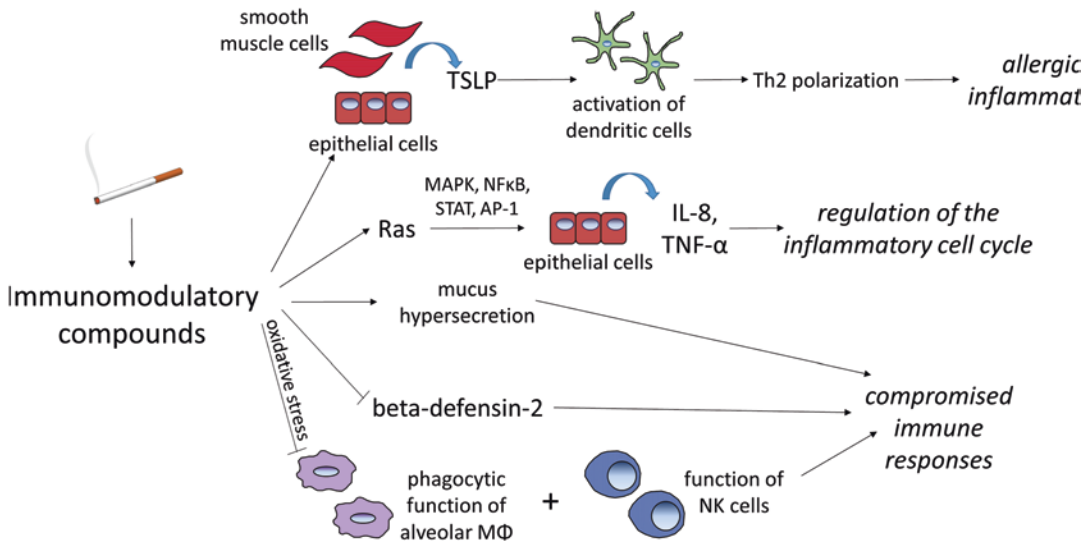 smooth
muscle cells
TSLP
epithelial cells
activation of
dendritic cells
Th2 polarization
allergic
inflammat
MAPK, NFκB,
STAT, AP-1
Ras
epithelial cells
IL-8,
TNF-α
regulation of the
inflammatory cell cycle
Immunomodulatory
compounds
mucus
hypersecretion
oxidative stress
beta-defensin-2
compromised
immune
responses
phagocytic
function of
alveolar MΦ
+
function of
NK cells